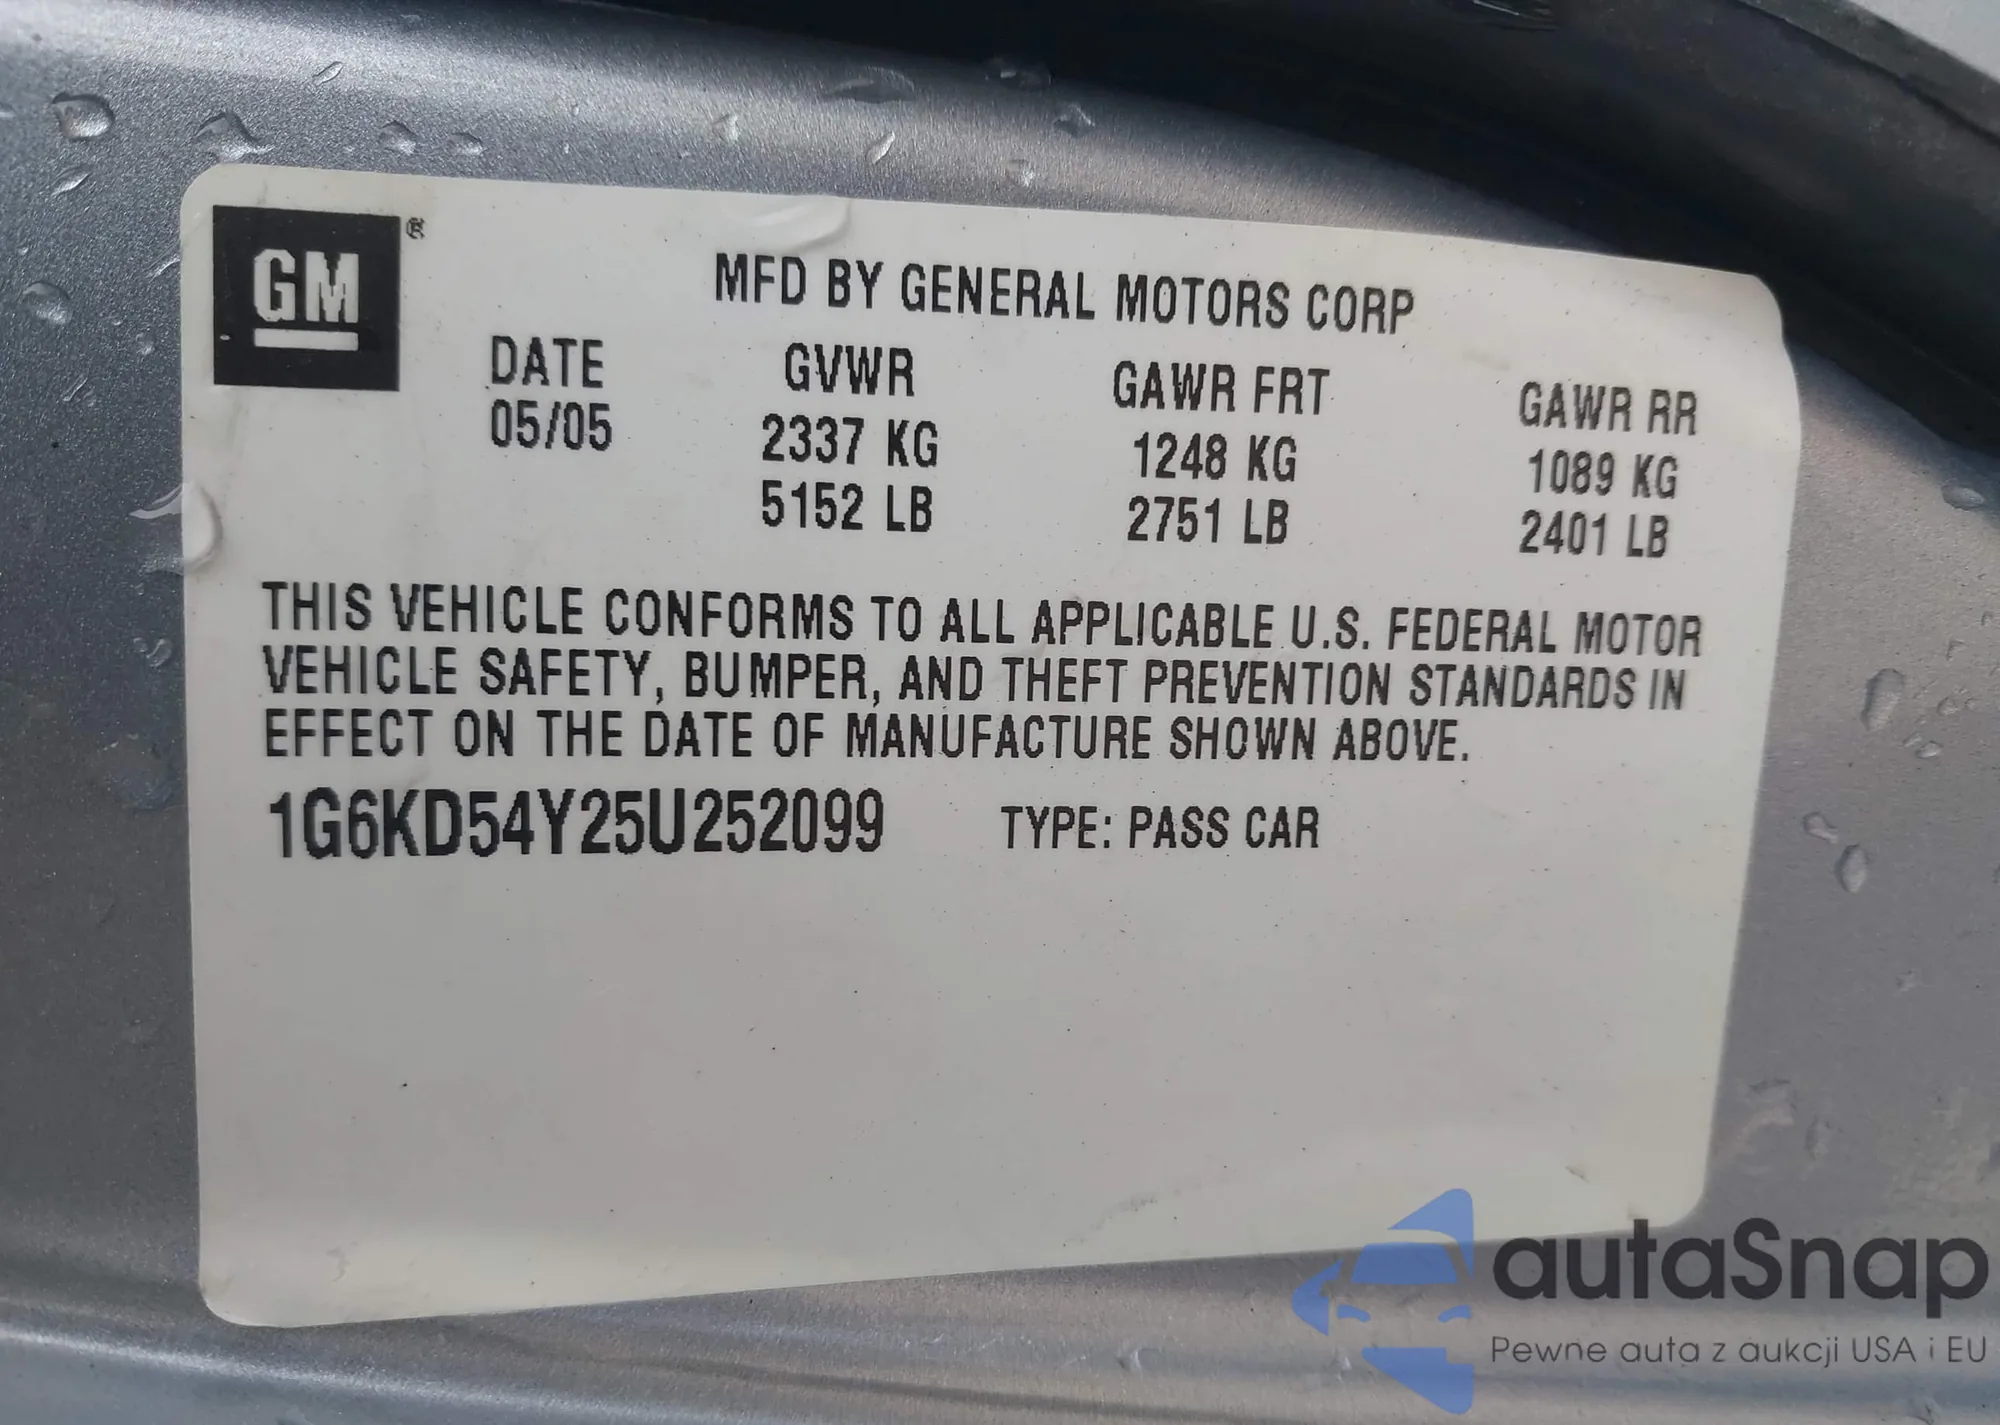 GM ®
MFD BY GENERAL MOTORS CORP
DATE GVWR GAWR FRT GAWR RR
05/05 2337 KG 1248 KG 1089 KG
5152 LB 2751 LB 2401 LB
THIS VEHICLE CONFORMS TO ALL APPLICABLE U.S. FEDERAL MOTOR
VEHICLE SAFETY, BUMPER, AND THEFT PREVENTION STANDARDS IN
EFFECT ON THE DATE OF MANUFACTURE SHOWN ABOVE.
1G6KD54Y25U252099 TYPE: PASS CAR
autaSnap
Pewne auta z aukcji USA i EU